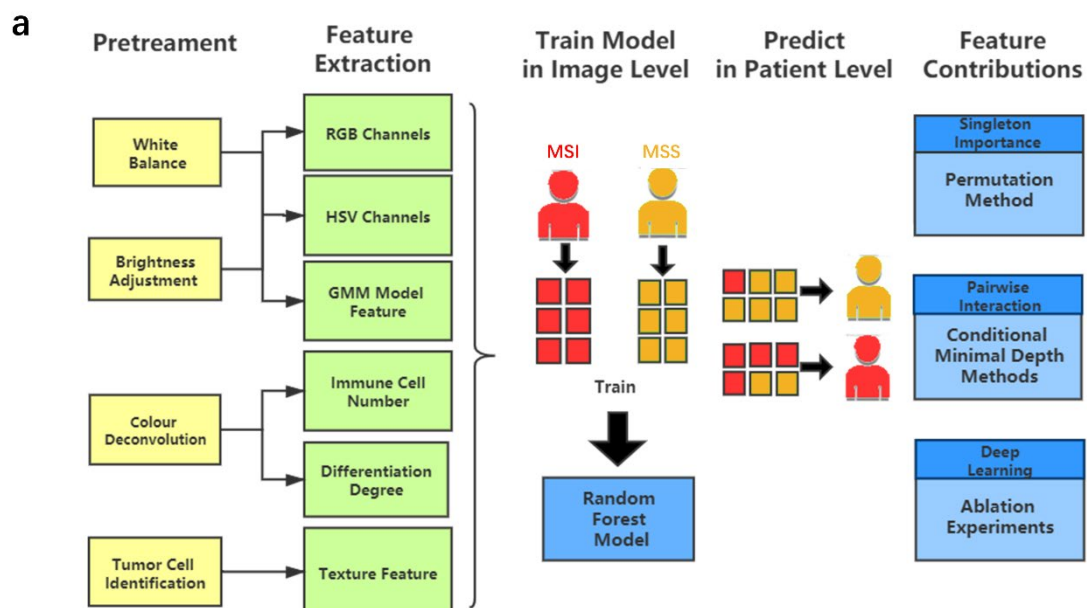 a
Pretreament
Feature
Extraction
Train Model
in Image Level
Predict
in Patient Level
Feature
Contributions
White
Balance
Brightness
Adjustment
Colour
Deconvolution
Tumor Cell
Identification
RGB Channels
HSV Channels
GMM Model
Feature
Immune Cell
Number
Differentiation
Degree
Texture Feature
MSI
MSS
Train
Random
Forest
Model
Singleton
Importance
Permutation
Method
Pairwise
Interaction
Conditional
Minimal Depth
Methods
Deep
Learning
Ablation
Experiments